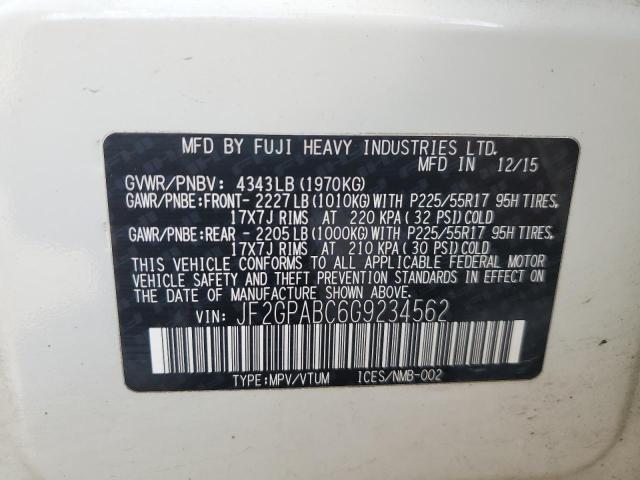 MFD BY FUJI HEAVY INDUSTRIES LTD.
MFD IN 12/15
GVWR/PNBV: 4343LB(1970KG)
GAWR/PNBE:FRONT- 2227LB(1010KG)WITH P225/55R17 95H TIRES,
17X7J RIMS AT 220 KPA(32 PSI)COLD
GAWR/PNBE:REAR - 2205LB(1000KG)WITH P225/55R17 95H TIRES,
17X7J RIMS AT 210 KPA(30 PSI)COLD
THIS VEHICLE CONFORMS TO ALL APPLICABLE FEDERAL MOTOR
VEHICLE SAFETY AND THEFT PREVENTION STANDARDS IN EFFECT ON
THE DATE OF MANUFACTURE SHOWN ABOVE.
VIN: JF2GPABC6G9234562
TYPE:MPV/VTUM ICES/NMB-002